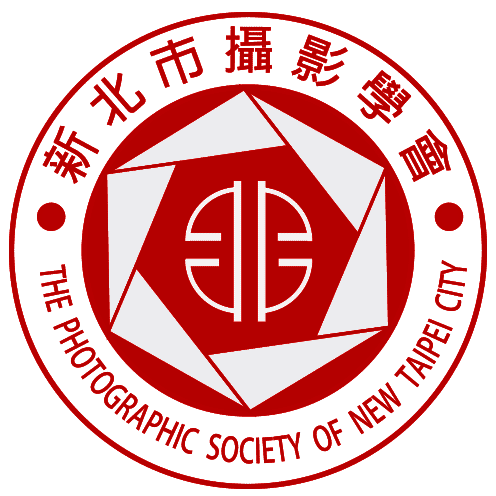 新北市攝影學會
THE PHOTOGRAPHIC SOCIETY OF NEW TAIPEI CITY